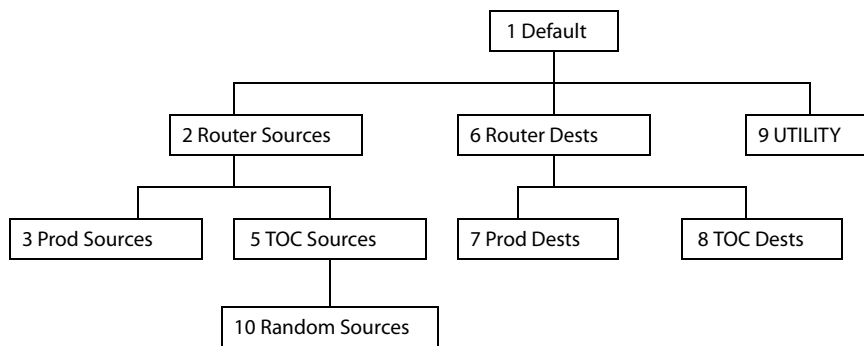 1 Default
2 Router Sources
6 Router Dests
9 UTILITY
3 Prod Sources
5 TOC Sources
7 Prod Dests
8 TOC Dests
10 Random Sources